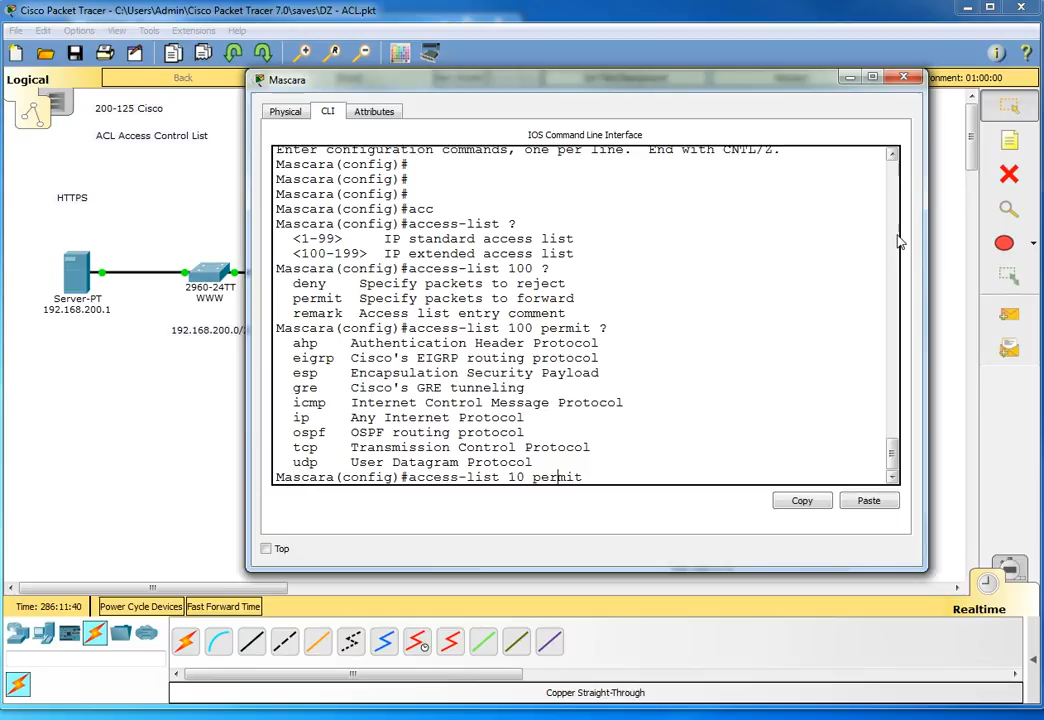 Cisco Packet Tracer - C:\Users\Admin\Cisco Packet Tracer 7.0\saves\DZ - ACL.pkt
File Edit Options View Tools Extensions Help
Logical
Back
onment: 01:00:00
Mascara
Physical CLI Attributes
IOS Command Line Interface
200-125 Cisco
ACL Access Control List
HTTPS
Server-PT
192.168.200.1
2960-24TT
WWW
192.168.200.0/
Enter configuration commands, one per line. End with CNTL/Z.
Mascara(config)#
Mascara(config)#
Mascara(config)#
Mascara(config)#acc
Mascara(config)#access-list ?
<1-99> IP standard access list
<100-199> IP extended access list
Mascara(config)#access-list 100 ?
deny Specify packets to reject
permit Specify packets to forward
remark Access list entry comment
Mascara(config)#access-list 100 permit ?
ahp Authentication Header Protocol
eigrp Cisco's EIGRP routing protocol
esp Encapsulation Security Payload
gre Cisco's GRE tunneling
icmp Internet Control Message Protocol
ip Any Internet Protocol
ospf OSPF routing protocol
tcp Transmission Control Protocol
udp User Datagram Protocol
Mascara(config)#access-list 10 permit
Copy Paste
Top
Time: 286:11:40 Power Cycle Devices Fast Forward Time
Realtime
Copper Straight-Through